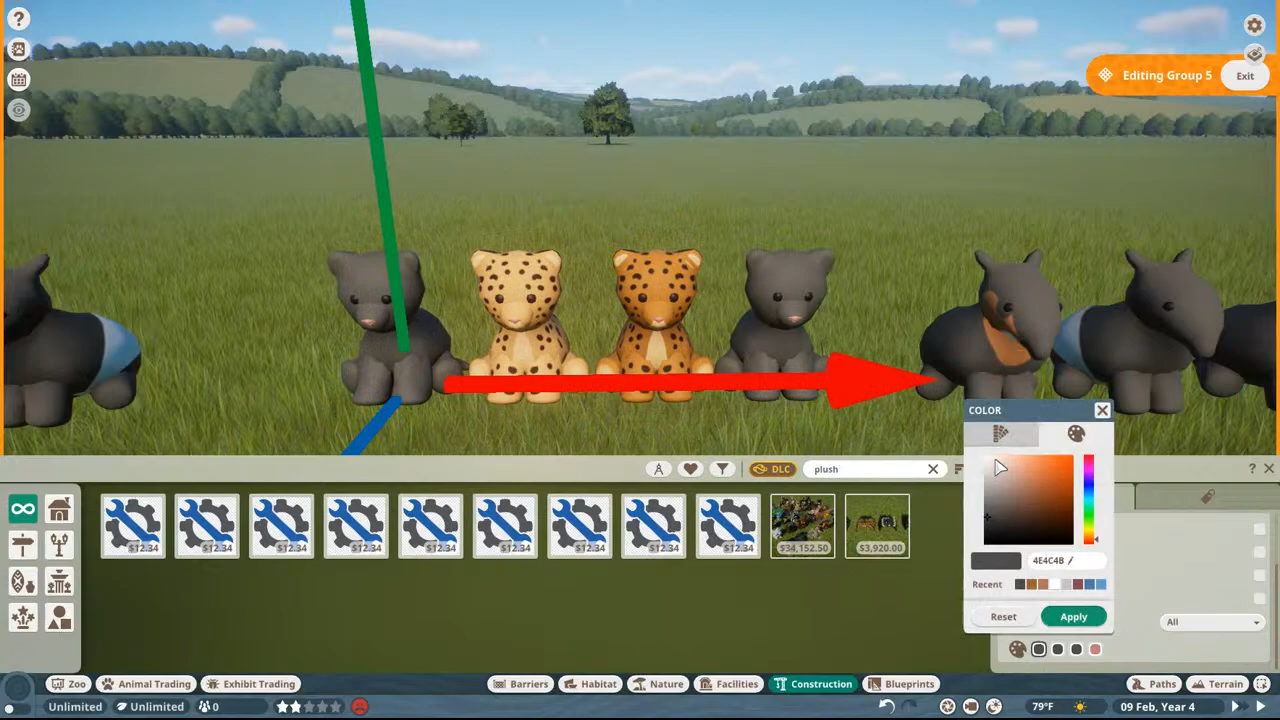 ?
Editing Group 5
Exit
DLC
plush
?
$12.34
$12.34
$12.34
$12.34
$12.34
$12.34
$12.34
$12.34
$12.34
$34,152.50
$3,920.00
COLOR
4E4C4B
Recent
Reset
Apply
All
Zoo
Animal Trading
Exhibit Trading
Barriers
Habitat
Nature
Facilities
Construction
Blueprints
Paths
Terrain
Unlimited
Unlimited
0
79°F
09 Feb, Year 4